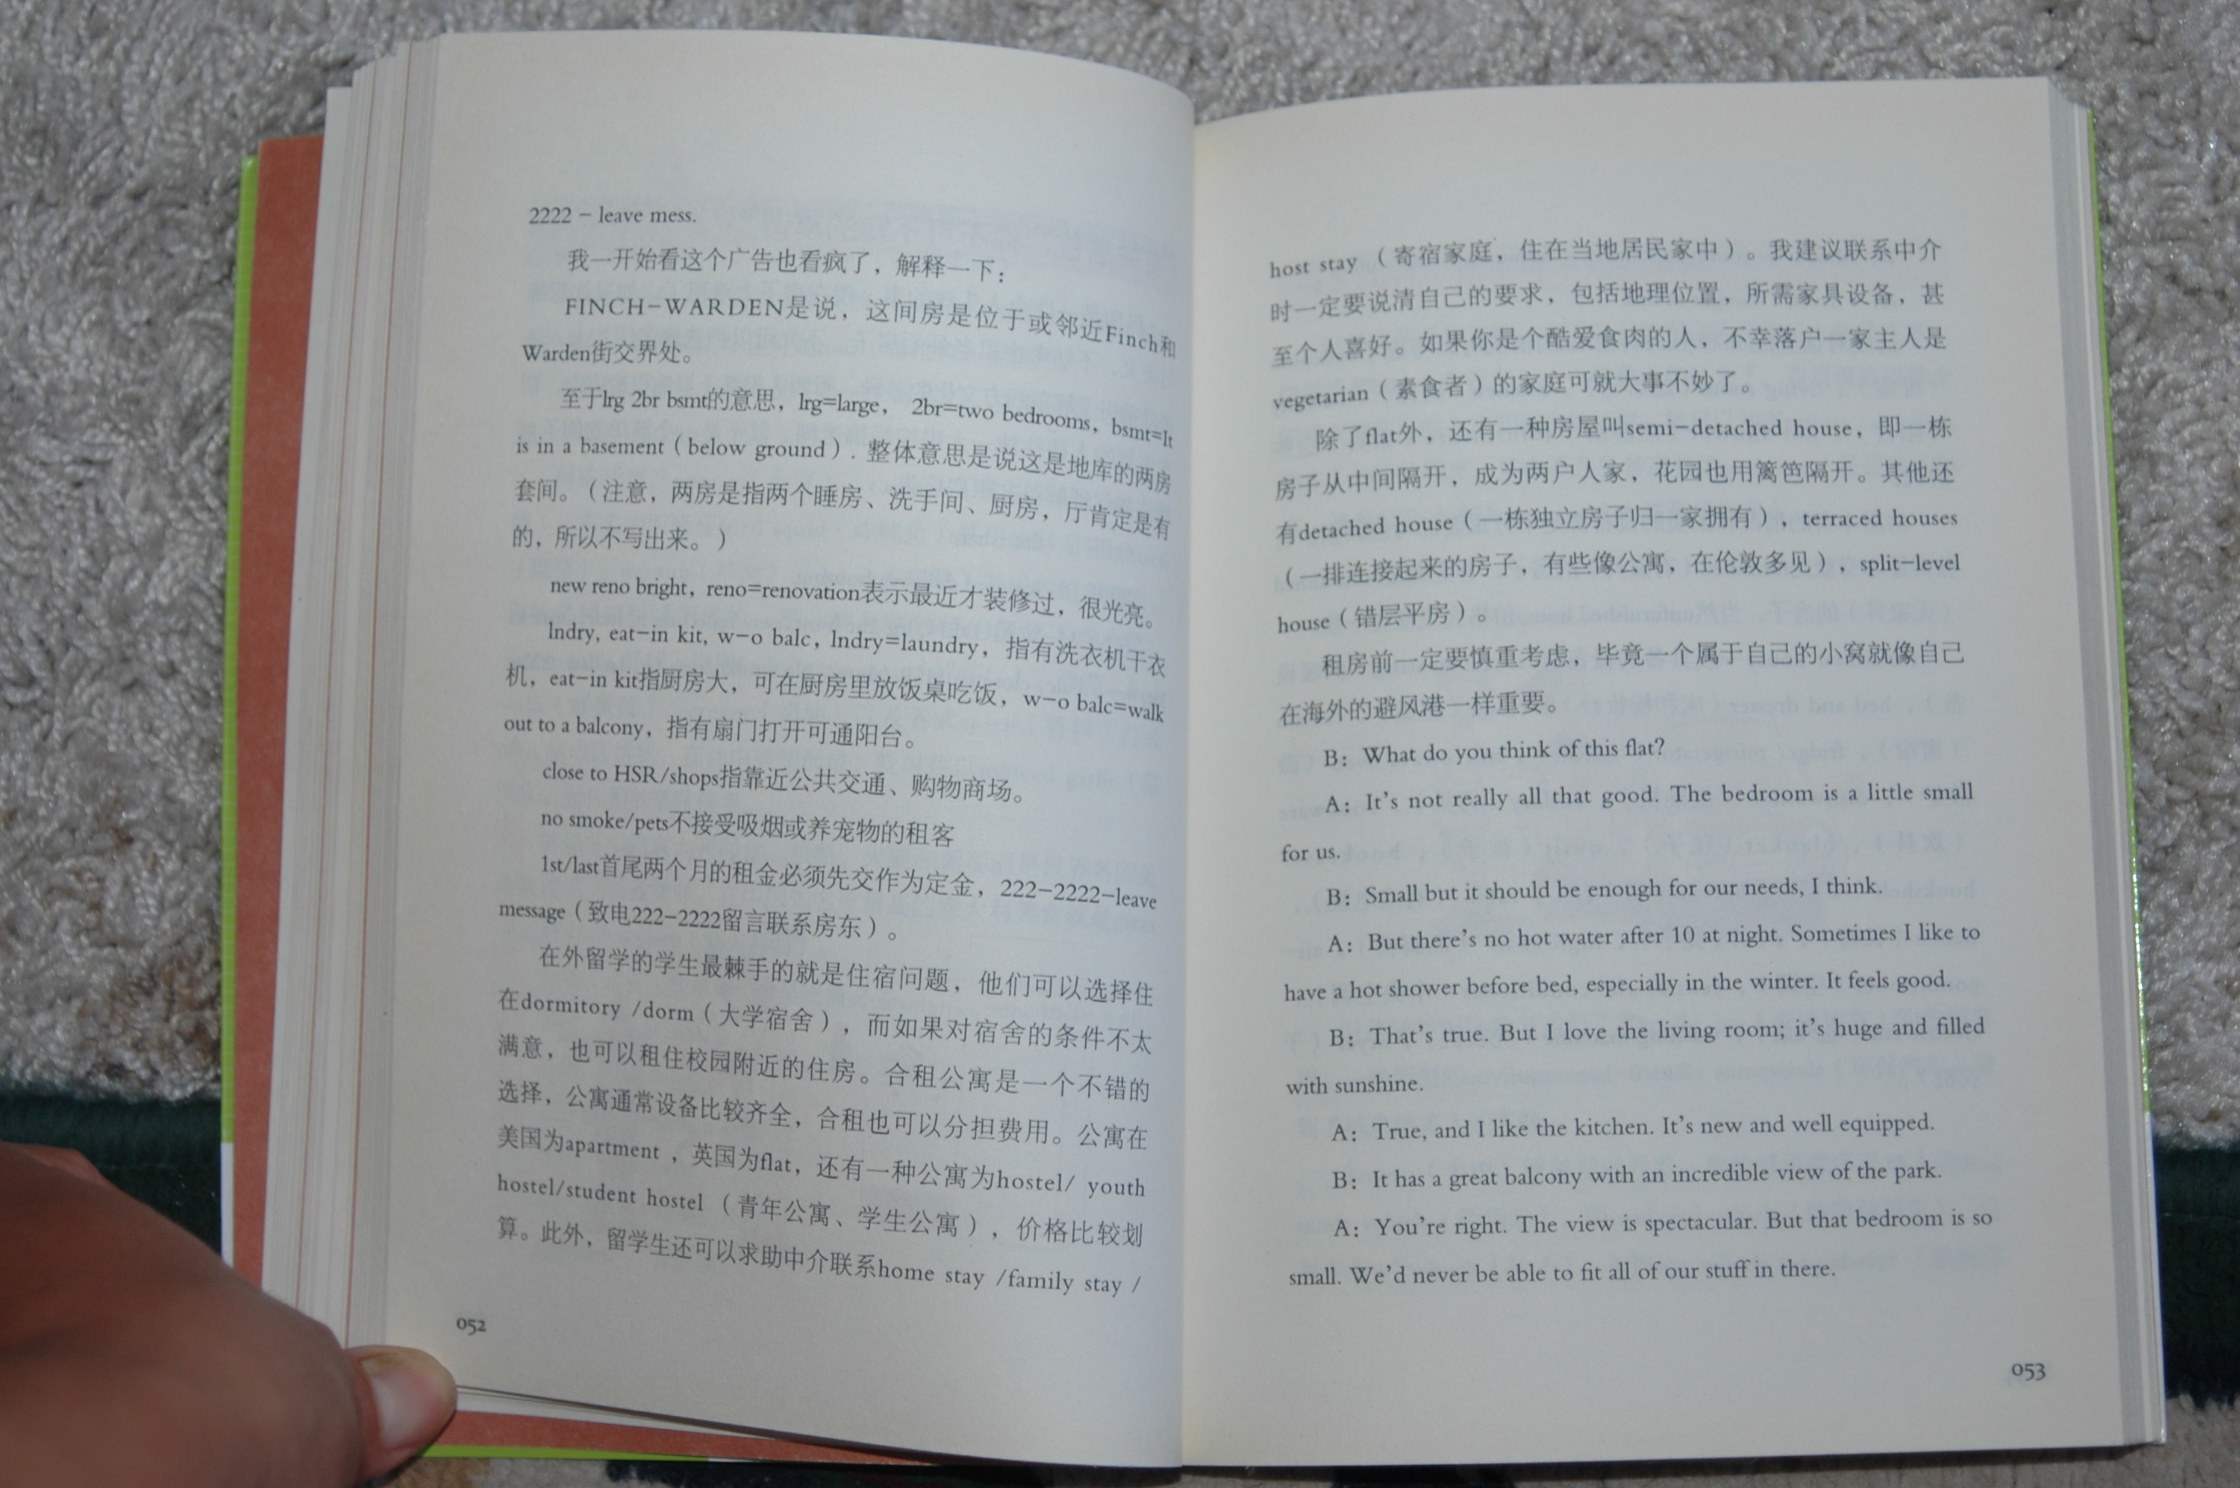 2222 - leave mess.
我一开始看这个广告也看疯了，解释一下：
FINCH-WARDEN是说，这间房是位于或邻近Finch和
Warden街交界处。
至于lrg 2br bsmt的意思，lrg=large， 2br=two bedrooms，bsmt=It
is in a basement（below ground）. 整体意思是说这是地库的两房
套间。（注意，两房是指两个睡房、洗手间、厨房，厅肯定是有
的，所以不写出来。）
new reno bright，reno=renovation表示最近才装修过，很光亮。
lndry, eat-in kit, w-o balc，lndry=laundry，指有洗衣机干衣
机，eat-in kit指厨房大，可在厨房里放饭桌吃饭，w-o balc=walk
out to a balcony，指有扇门打开可通阳台。
close to HSR/shops指靠近公共交通、购物商场。
no smoke/pets不接受吸烟或养宠物的租客
1st/last首尾两个月的租金必须先交作为定金，222-2222-leave
message（致电222-2222留言联系房东）。
在外留学的学生最棘手的就是住宿问题，他们可以选择住
在dormitory /dorm（大学宿舍），而如果对宿舍的条件不太
满意，也可以租住校园附近的住房。合租公寓是一个不错的
选择，公寓通常设备比较齐全，合租也可以分担费用。公寓在
美国为apartment ，英国为flat，还有一种公寓为hostel/ youth
hostel/student hostel （青年公寓、学生公寓），价格比较划
算。此外，留学生还可以求助中介联系home stay /family stay /
052
host stay （寄宿家庭，住在当地居民家中）。我建议联系中介
时一定要说清自己的要求，包括地理位置，所需家具设备，甚
至个人喜好。如果你是个酷爱食肉的人，不幸落户一家主人是
vegetarian（素食者）的家庭可就大事不妙了。
除了flat外，还有一种房屋叫semi-detached house，即一栋
房子从中间隔开，成为两户人家，花园也用篱笆隔开。其他还
有detached house（一栋独立房子归一家拥有），terraced houses
（一排连接起来的房子，有些像公寓，在伦敦多见），split-level
house（错层平房）。
租房前一定要慎重考虑，毕竟一个属于自己的小窝就像自己
在海外的避风港一样重要。
B：What do you think of this flat?
A：It's not really all that good. The bedroom is a little small
for us.
B：Small but it should be enough for our needs, I think.
A：But there's no hot water after 10 at night. Sometimes I like to
have a hot shower before bed, especially in the winter. It feels good.
B：That's true. But I love the living room; it's huge and filled
with sunshine.
A：True, and I like the kitchen. It's new and well equipped.
B：It has a great balcony with an incredible view of the park.
A：You're right. The view is spectacular. But that bedroom is so
small. We'd never be able to fit all of our stuff in there.
053